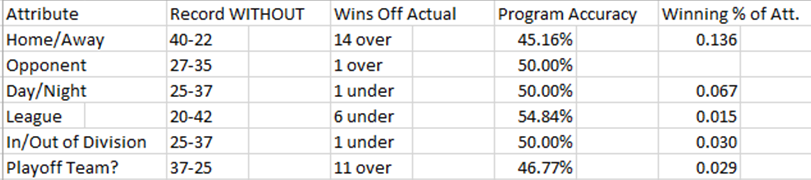 Attribute Record WITHOUT Wins Off Actual Program Accuracy Winning % of Att.
Home/Away 40-22 14 over 45.16% 0.136
Opponent 27-35 1 over 50.00%
Day/Night 25-37 1 under 50.00% 0.067
League 20-42 6 under 54.84% 0.015
In/Out of Division 25-37 1 under 50.00% 0.030
Playoff Team? 37-25 11 over 46.77% 0.029